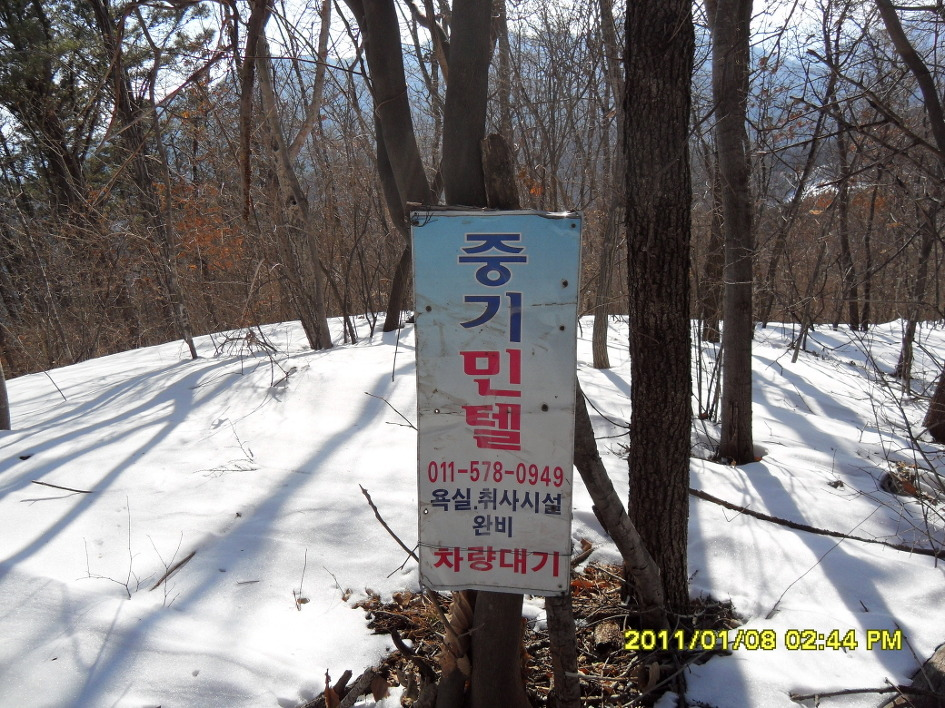 중기민텔
011-578-0949
욕실.취사시설
완비
차량대기
2011/01/08 02:44 PM